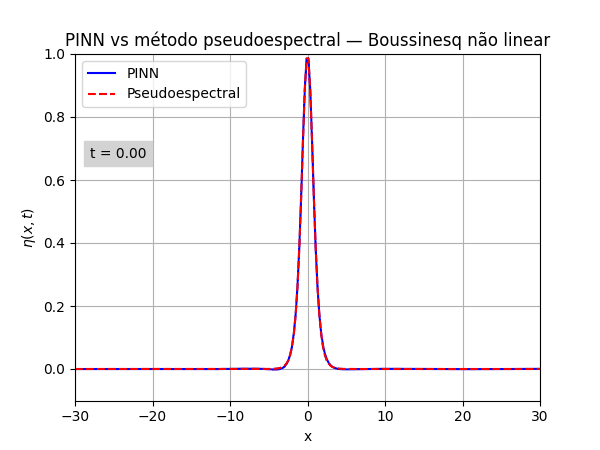 PINN vs método pseudoespectral — Boussinesq não linear
1.0
0.8
0.6
0.4
0.2
0.0
η(x, t)
PINN
Pseudoespectral
t = 0.00
−30
−20
−10
0
10
20
30
x